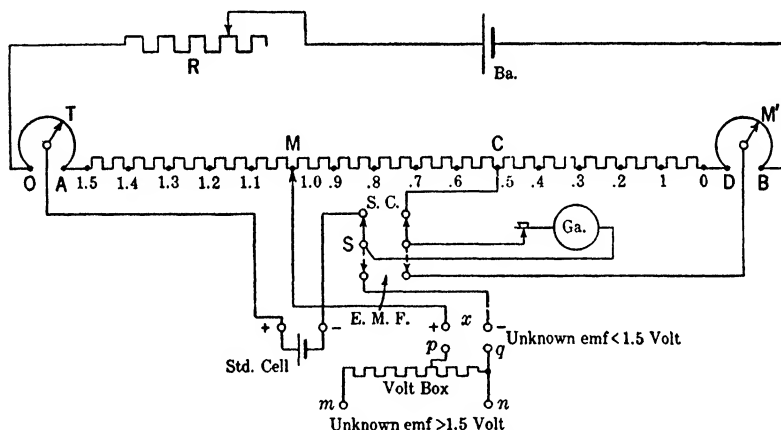 R
Ba.
T
M
C
M'
O A 1.5 1.4 1.3 1.2 1.1 1.0 .9 .8 .7 .6 .5 .4 .3 .2 .1 0 D B
S. C.
S
Ga.
E. M. F.
+ -
+ x -
Unknown emf < 1.5 Volt
p q
Std. Cell
Volt Box
m n
Unknown emf > 1.5 Volt